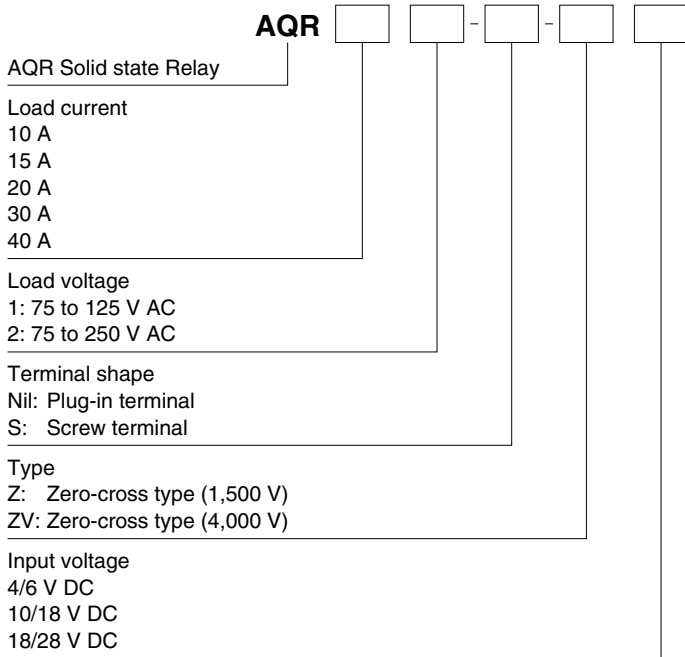 AQR - -
AQR Solid state Relay
Load current
10 A
15 A
20 A
30 A
40 A
Load voltage
1: 75 to 125 V AC
2: 75 to 250 V AC
Terminal shape
Nil: Plug-in terminal
S: Screw terminal
Type
Z: Zero-cross type (1,500 V)
ZV: Zero-cross type (4,000 V)
Input voltage
4/6 V DC
10/18 V DC
18/28 V DC